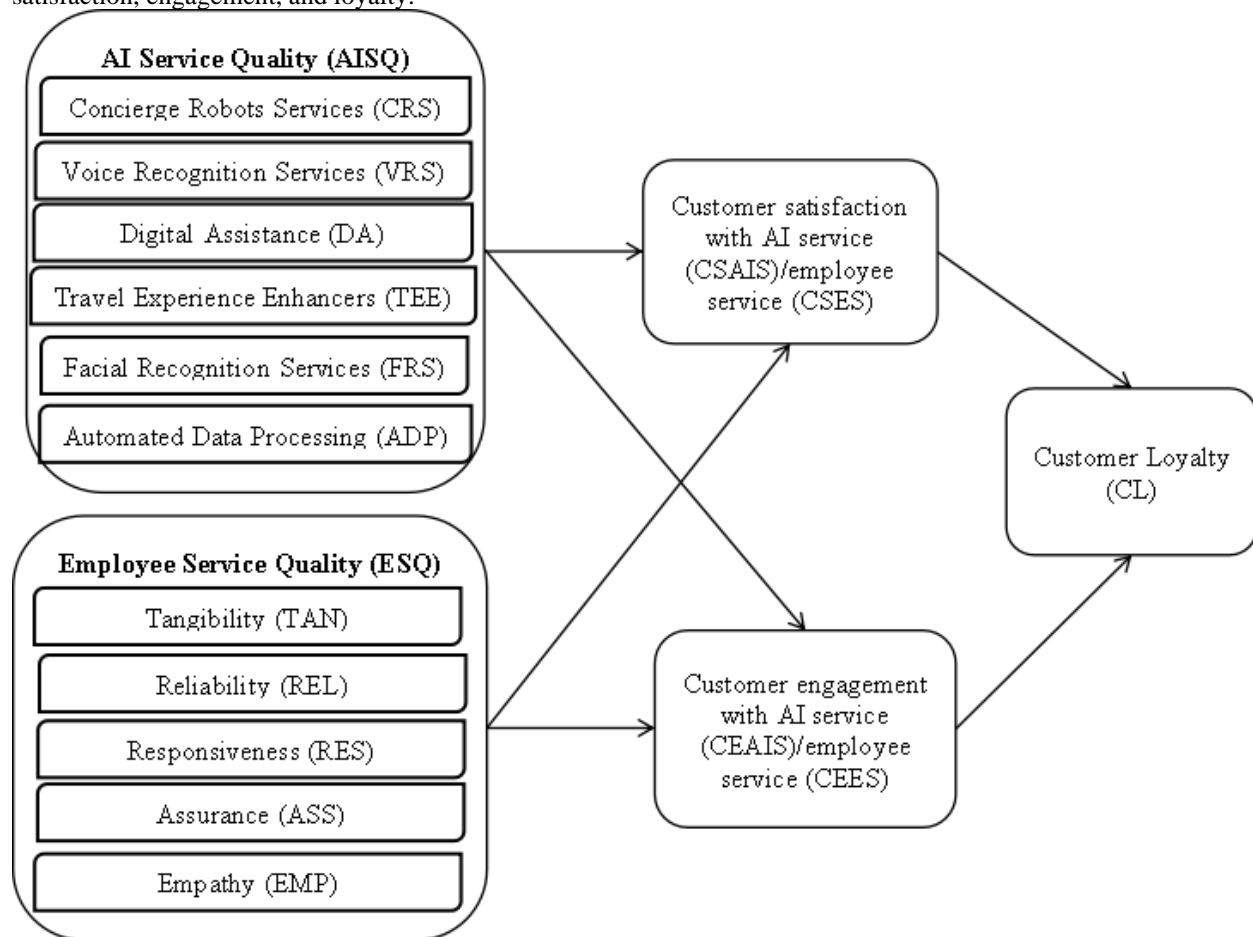 satisfaction, engagement, and loyalty.
AI Service Quality (AISQ)
Concierge Robots Services (CRS)
Voice Recognition Services (VRS)
Digital Assistance (DA)
Travel Experience Enhancers (TEE)
Facial Recognition Services (FRS)
Automated Data Processing (ADP)
Employee Service Quality (ESQ)
Tangibility (TAN)
Reliability (REL)
Responsiveness (RES)
Assurance (ASS)
Empathy (EMP)
Customer satisfaction
with AI service
(CSAIS)/employee
service (CSES)
Customer engagement
with AI service
(CEAIS)/employee
service (CEES)
Customer Loyalty
(CL)